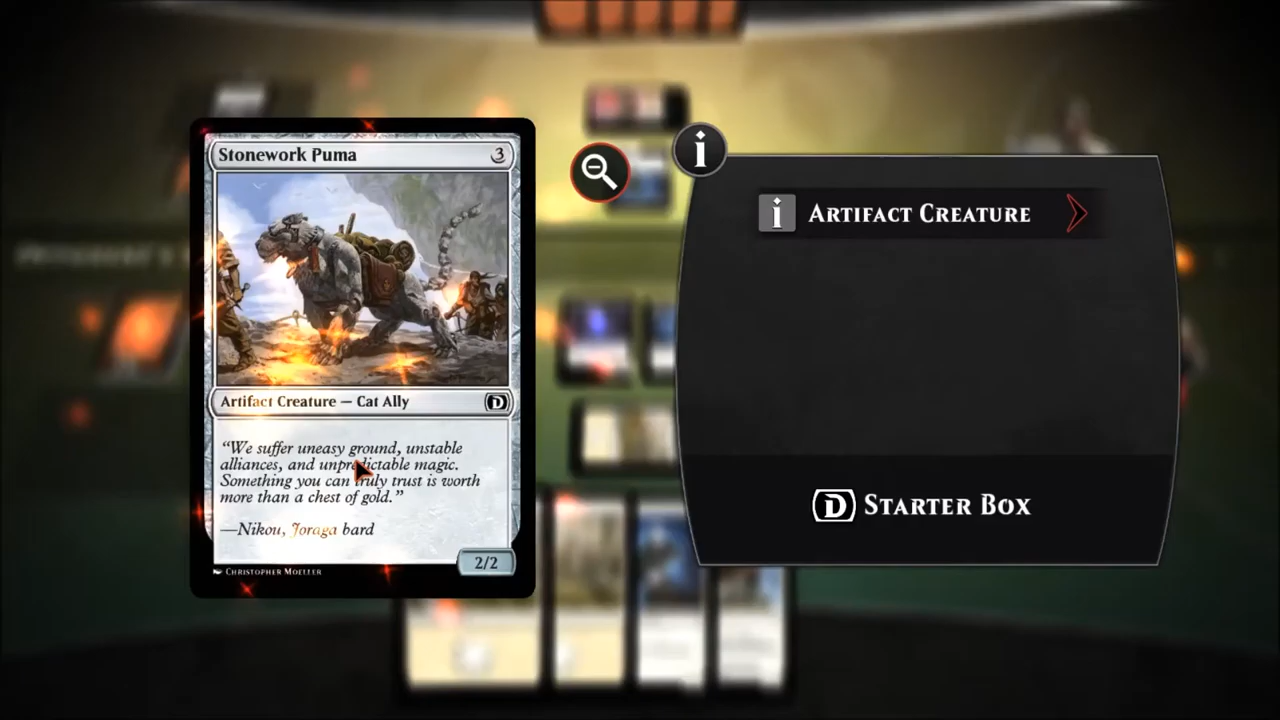 Stonework Puma 3
Artifact Creature — Cat Ally D
“We suffer uneasy ground, unstable
alliances, and unpredictable magic.
Something you can truly trust is worth
more than a chest of gold.”
—Nikou, Joraga bard
2/2
Christopher Moeller
i
i Artifact Creature
D Starter Box